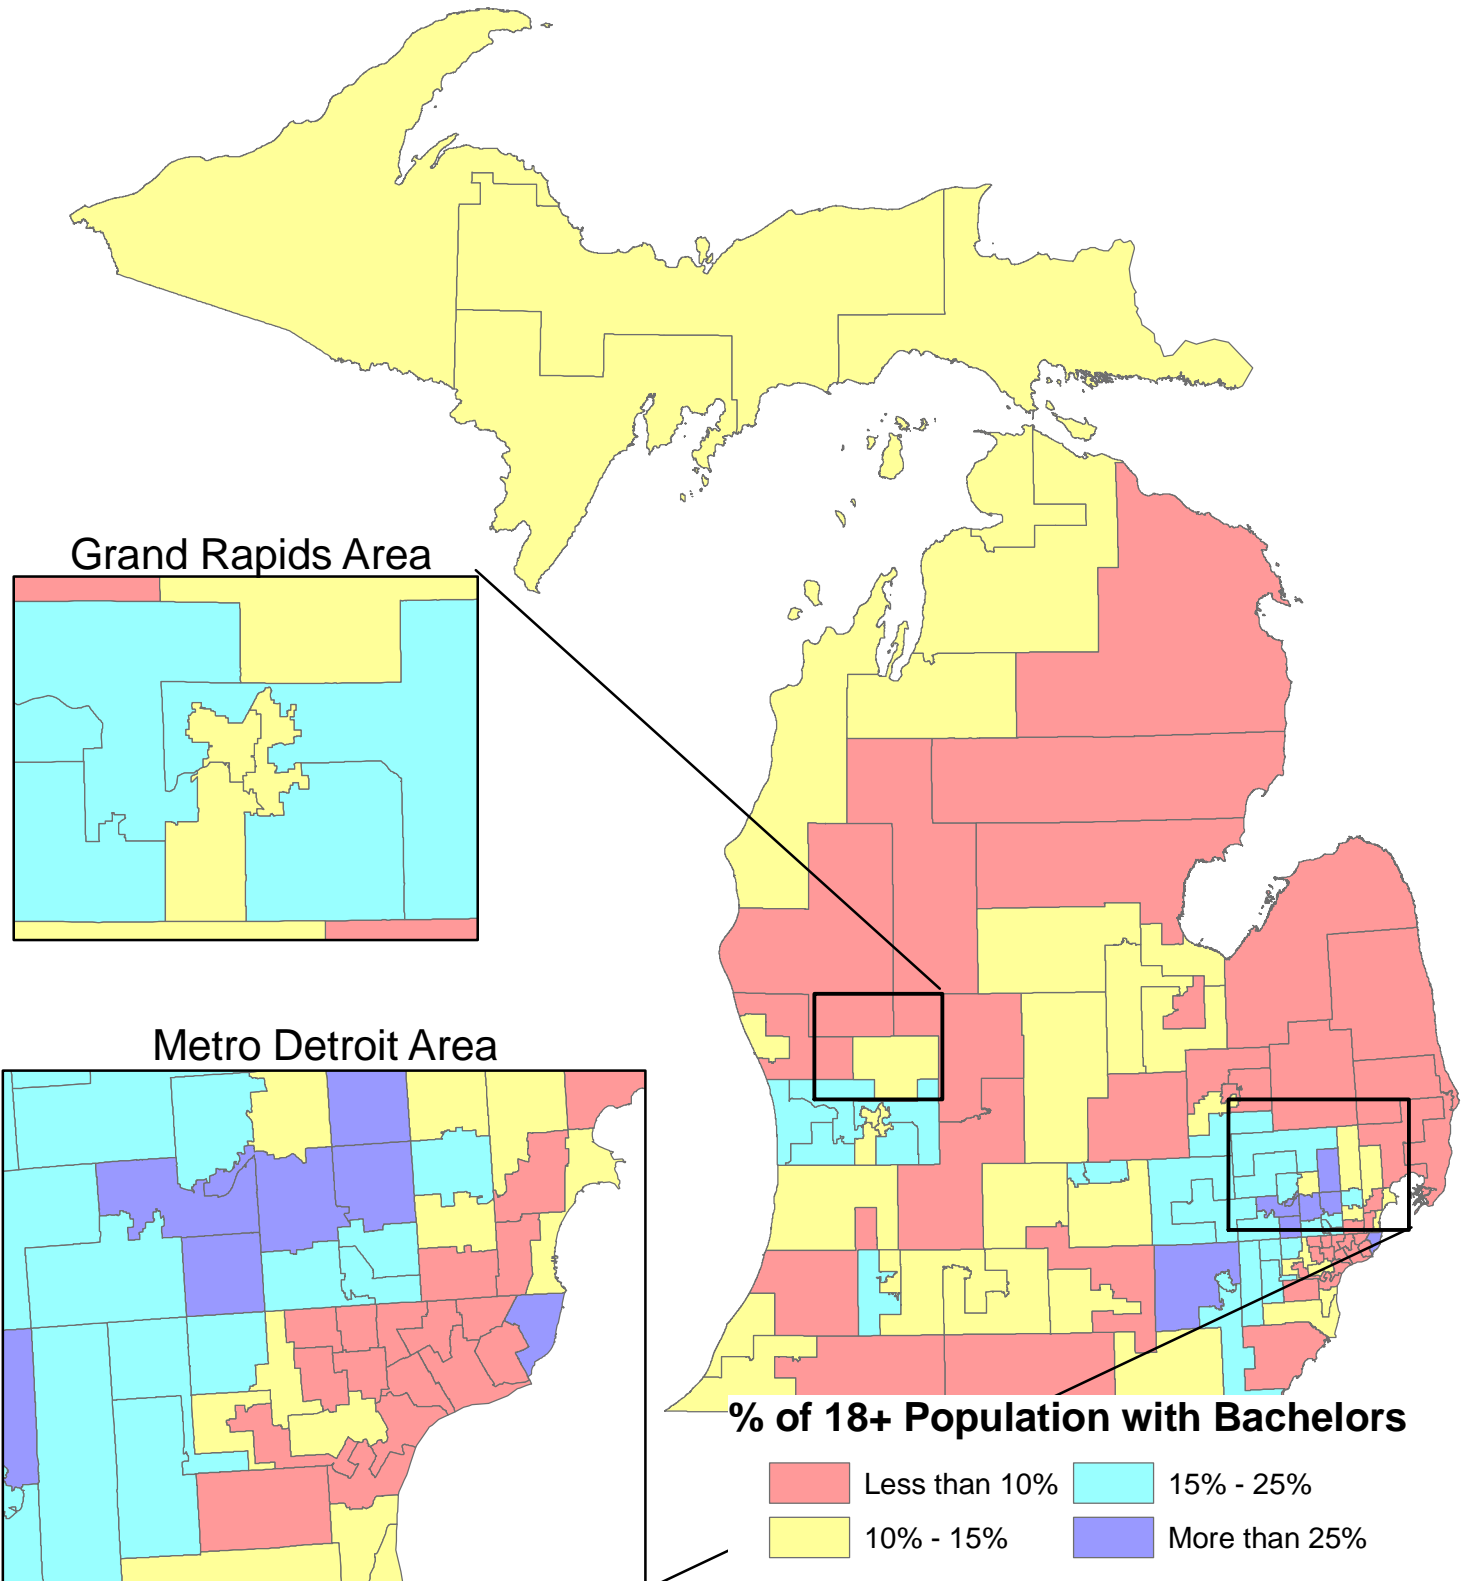 Grand Rapids Area
Metro Detroit Area
% of 18+ Population with Bachelors
Less than 10%
15% - 25%
10% - 15%
More than 25%